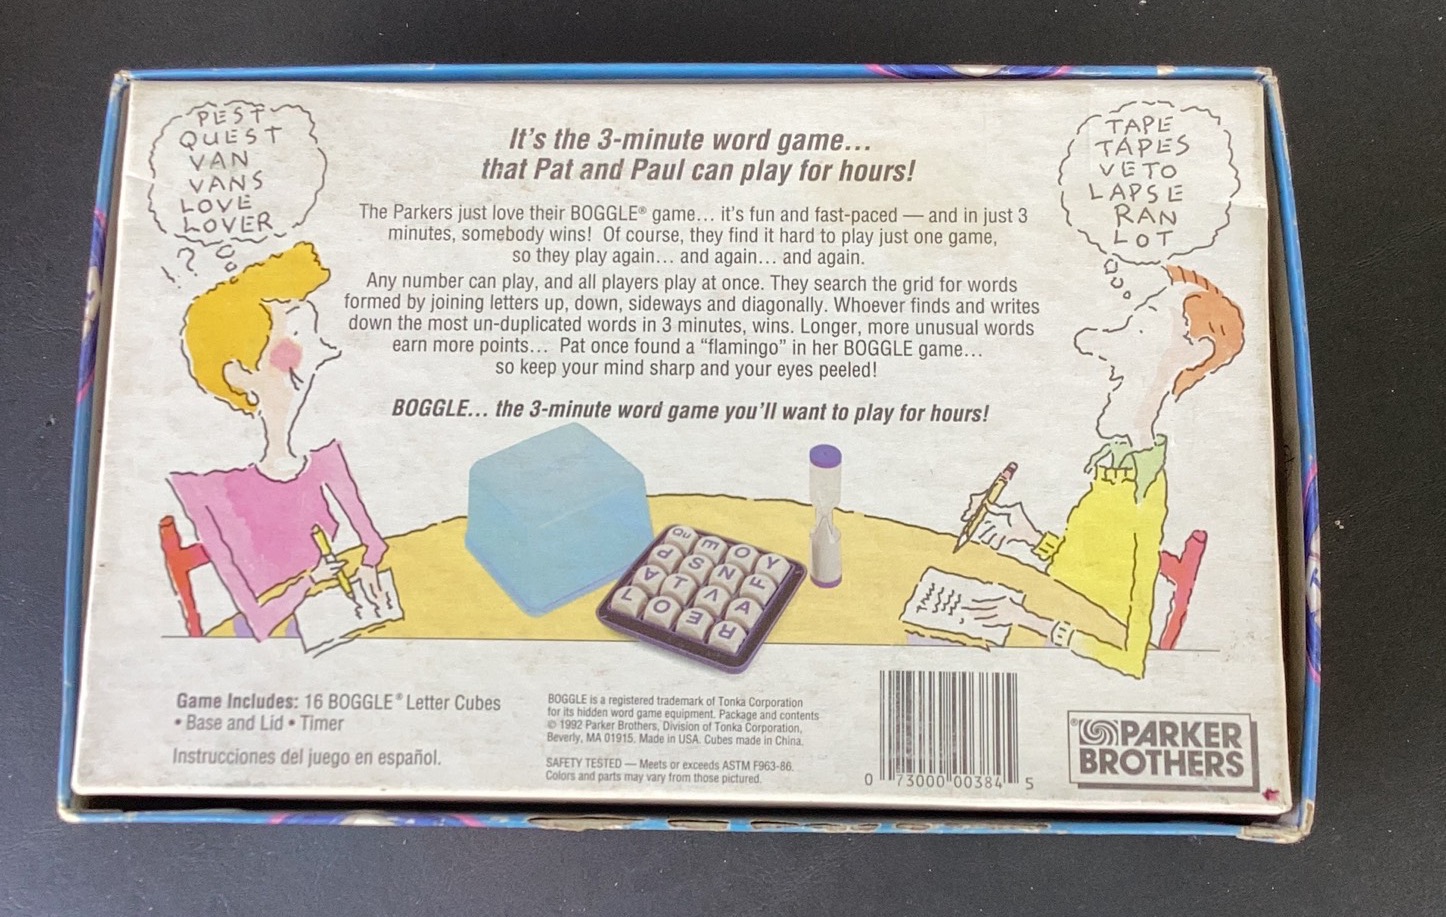 PEST
QUEST
VAN
VANS
LOVE
LOVER
!?
TAPE
TAPES
VETO
LAPSE
RAN
LOT
It's the 3-minute word game...
that Pat and Paul can play for hours!
The Parkers just love their BOGGLE® game... it's fun and fast-paced — and in just 3
minutes, somebody wins! Of course, they find it hard to play just one game,
so they play again... and again... and again.
Any number can play, and all players play at once. They search the grid for words
formed by joining letters up, down, sideways and diagonally. Whoever finds and writes
down the most un-duplicated words in 3 minutes, wins. Longer, more unusual words
earn more points... Pat once found a “flamingo” in her BOGGLE game...
so keep your mind sharp and your eyes peeled!
BOGGLE... the 3-minute word game you'll want to play for hours!
Qu M O Y
P S N F
A T V A
L O E R
Game Includes: 16 BOGGLE® Letter Cubes
• Base and Lid • Timer
Instrucciones del juego en español.
BOGGLE is a registered trademark of Tonka Corporation
for its hidden word game equipment. Package and contents
© 1992 Parker Brothers, Division of Tonka Corporation,
Beverly, MA 01915. Made in USA. Cubes made in China.
SAFETY TESTED — Meets or exceeds ASTM F963-86.
Colors and parts may vary from those pictured.
0 73000 00384 5
®PARKER
BROTHERS